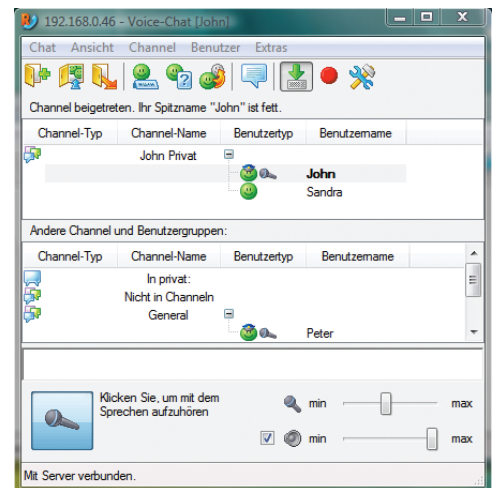 192.168.0.46 - Voice-Chat [John]
Chat Ansicht Channel Benutzer Extras
Channel beigetreten. Ihr Spitzname "John" ist fett.
Channel-Typ Channel-Name Benutzertyp Benutzername
John Privat
John
Sandra
Andere Channel und Benutzergruppen:
Channel-Typ Channel-Name Benutzertyp Benutzername
In privat:
Nicht in Channeln
General
Peter
Klicken Sie, um mit dem
Sprechen aufzuhören
min max
min max
Mit Server verbunden.